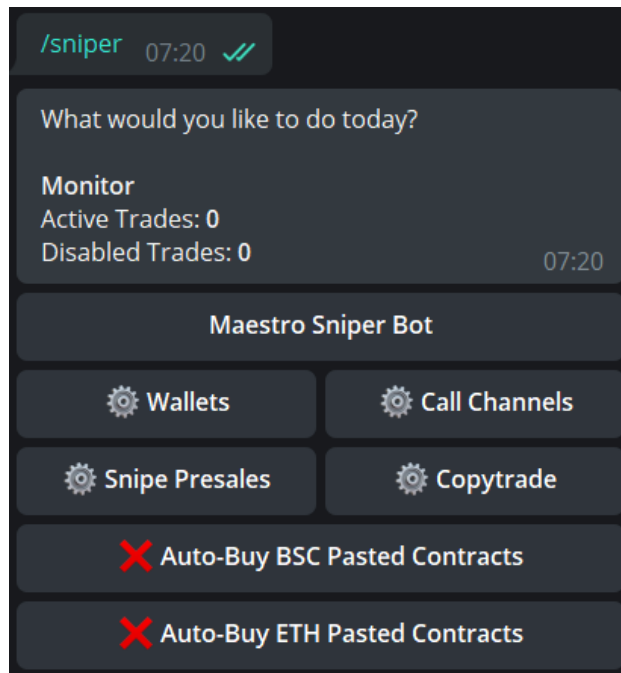 /sniper 07:20
What would you like to do today?
Monitor
Active Trades: 0
Disabled Trades: 0
07:20
Maestro Sniper Bot
Wallets
Call Channels
Snipe Presales
Copytrade
Auto-Buy BSC Pasted Contracts
Auto-Buy ETH Pasted Contracts